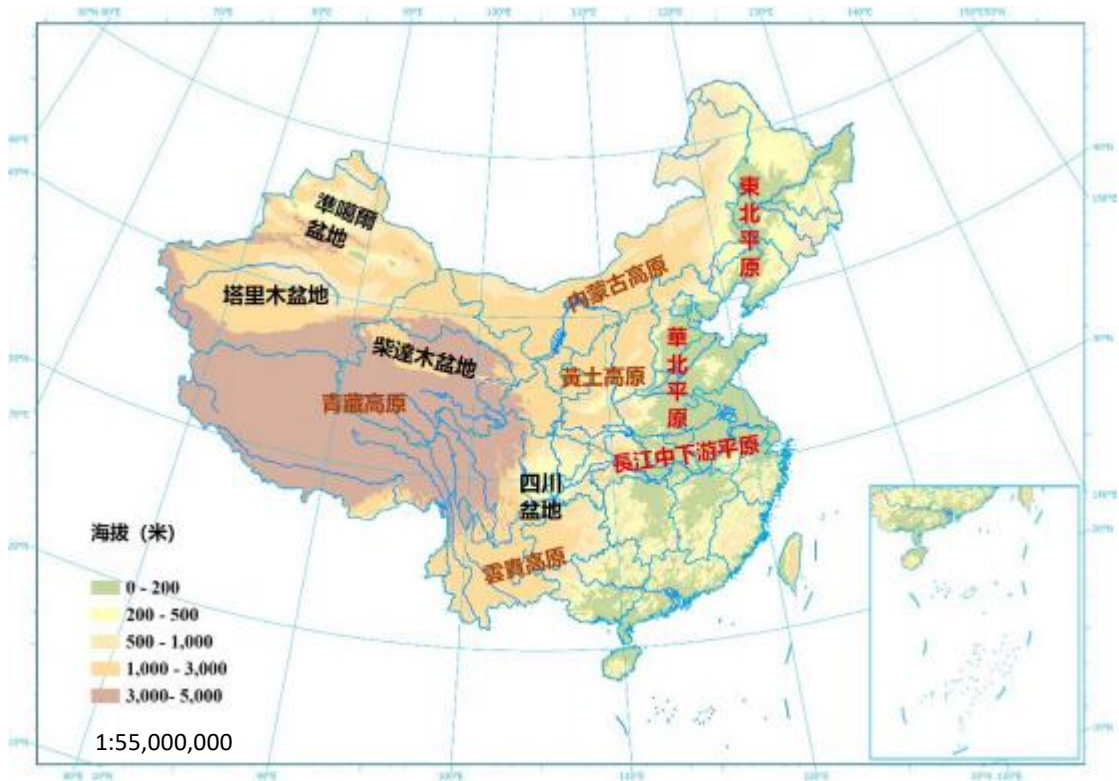 準噶爾
盆地
塔里木盆地
柴達木盆地
青藏高原
內蒙古高原
黃土高原
東北平原
華北平原
長江中下游平原
四川
盆地
雲貴高原
海拔（米）
0 - 200
200 - 500
500 - 1,000
1,000 - 3,000
3,000- 5,000
1:55,000,000